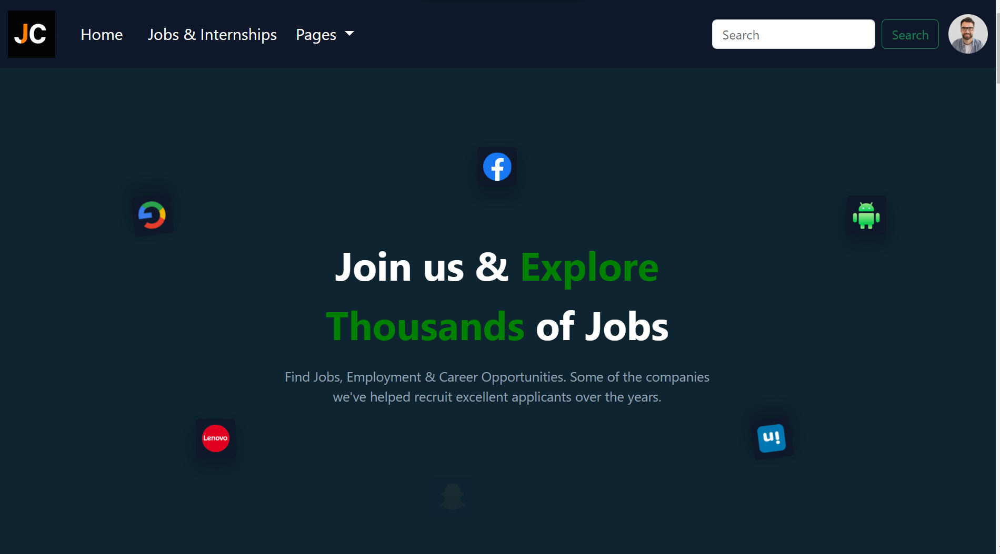 JC
Home
Jobs & Internships
Pages
Search
Search
Join us & Explore
Thousands of Jobs
Find Jobs, Employment & Career Opportunities. Some of the companies
we've helped recruit excellent applicants over the years.
Lenovo
in